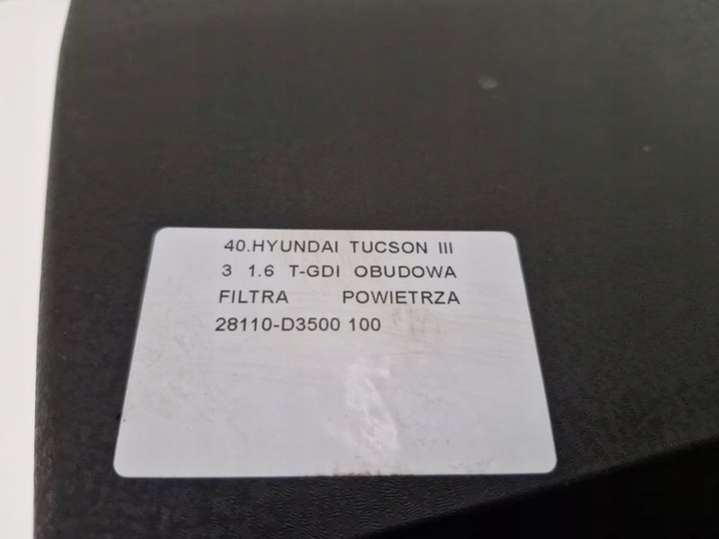 40.HYUNDAI TUCSON III
3 1.6 T-GDI OBUDOWA
FILTRA POWIETRZA
28110-D3500 100